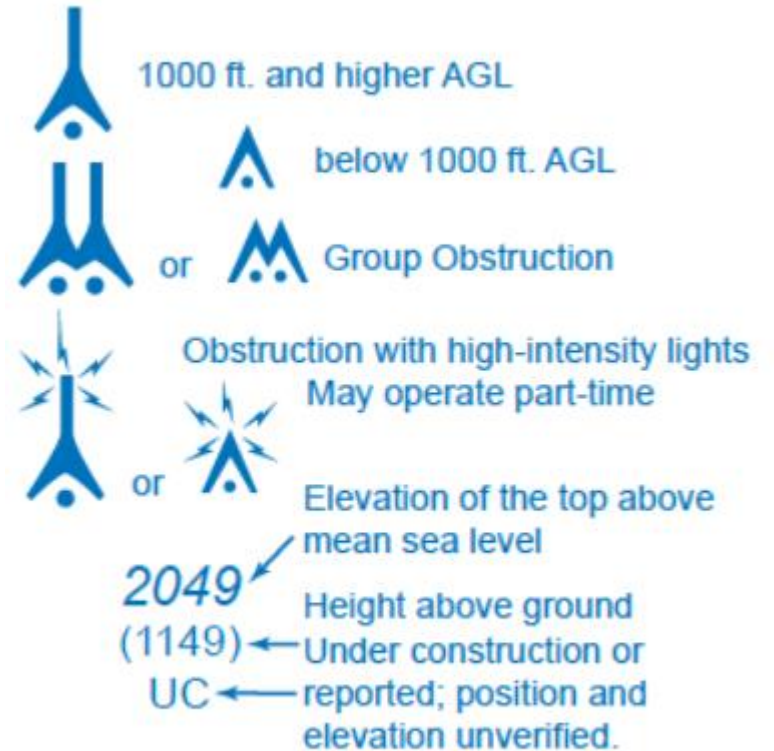 1000 ft. and higher AGL
below 1000 ft. AGL
or
Group Obstruction
Obstruction with high-intensity lights
May operate part-time
or
Elevation of the top above
mean sea level
2049
Height above ground
(1149)
Under construction or
UC
reported; position and
elevation unverified.